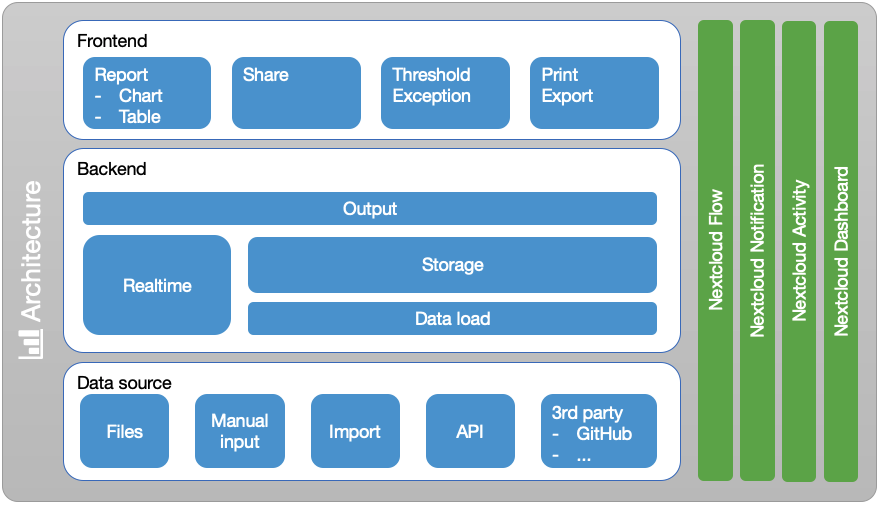 Architecture
Frontend
Report
- Chart
- Table
Share
Threshold
Exception
Print
Export
Backend
Output
Realtime
Storage
Data load
Data source
Files
Manual
input
Import
API
3rd party
- GitHub
- ...
Nextcloud Flow
Nextcloud Notification
Nextcloud Activity
Nextcloud Dashboard